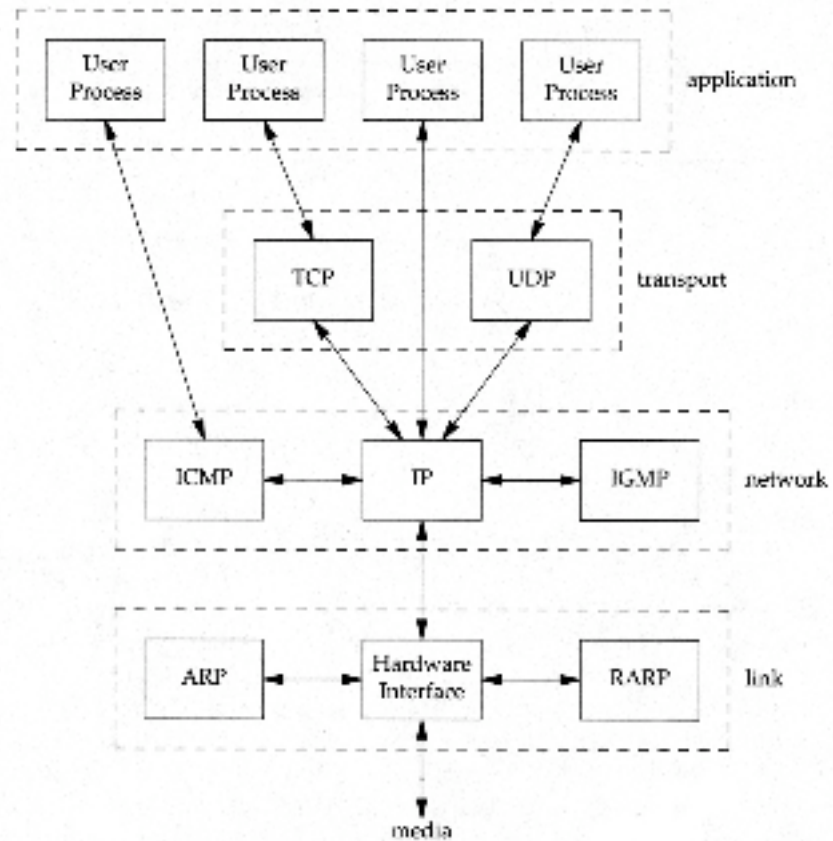 User Process
User Process
User Process
User Process
application
TCP
UDP
transport
ICMP
IP
IGMP
network
ARP
Hardware Interface
RARP
link
media